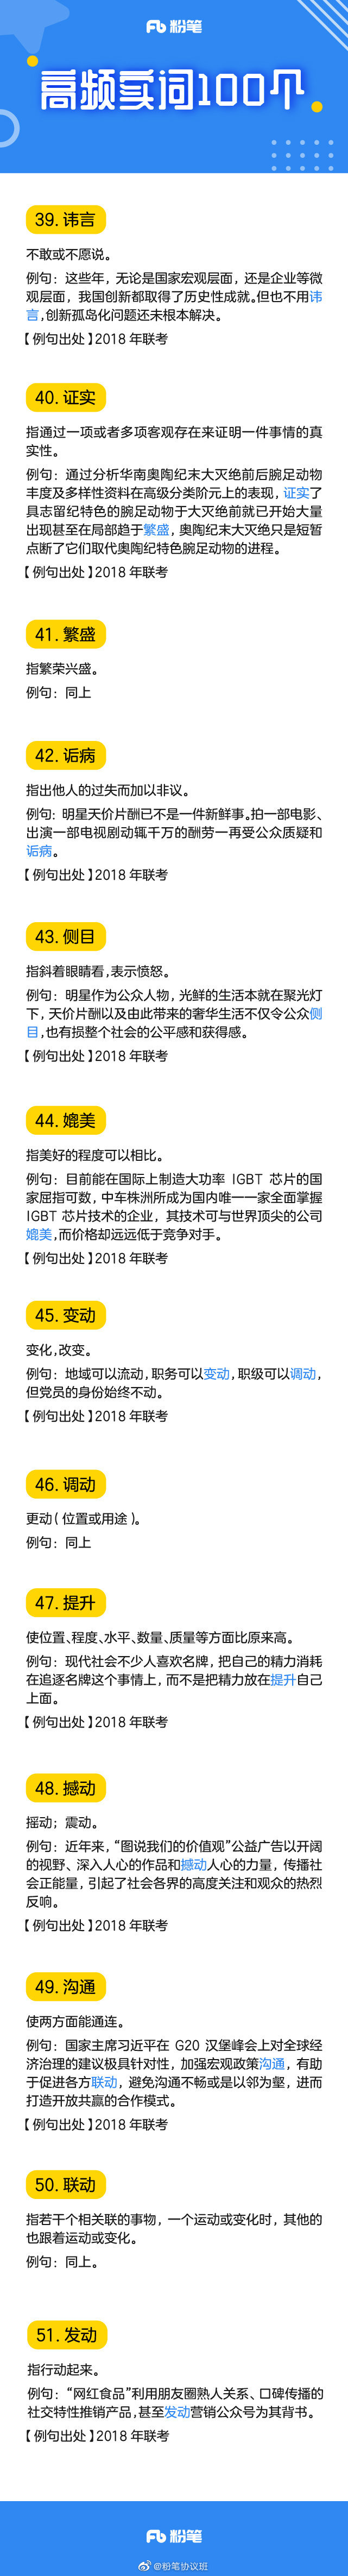 粉笔
高频实词100个
39. 讳言
不敢或不愿说。
例句：这些年，无论是国家宏观层面，还是企业等微
观层面，我国创新都取得了历史性成就。但也不用讳
言，创新孤岛化问题还未根本解决。
【例句出处】2018 年联考
40. 证实
指通过一项或者多项客观存在来证明一件事情的真
实性。
例句：通过分析华南奥陶纪末大灭绝前后腕足动物
丰度及多样性资料在高级分类阶元上的表现，证实了
具志留纪特色的腕足动物于大灭绝前就已开始大量
出现甚至在局部趋于繁盛，奥陶纪末大灭绝只是短暂
点断了它们取代奥陶纪特色腕足动物的进程。
【例句出处】2018 年联考
41. 繁盛
指繁荣兴盛。
例句：同上
42. 诟病
指出他人的过失而加以非议。
例句：明星天价片酬已不是一件新鲜事。拍一部电影、
出演一部电视剧动辄千万的酬劳一再受公众质疑和
诟病。
【例句出处】2018 年联考
43. 侧目
指斜着眼睛看，表示愤怒。
例句：明星作为公众人物，光鲜的生活本就在聚光灯
下，天价片酬以及由此带来的奢华生活不仅令公众侧
目，也有损整个社会的公平感和获得感。
【例句出处】2018 年联考
44. 媲美
指美好的程度可以相比。
例句：目前能在国际上制造大功率 IGBT 芯片的国
家屈指可数，中车株洲所成为国内唯一一家全面掌握
IGBT 芯片技术的企业，其技术可与世界顶尖的公司
媲美，而价格却远远低于竞争对手。
【例句出处】2018 年联考
45. 变动
变化，改变。
例句：地域可以流动，职务可以变动，职级可以调动，
但党员的身份始终不动。
【例句出处】2018 年联考
46. 调动
更动（位置或用途）。
例句：同上
47. 提升
使位置、程度、水平、数量、质量等方面比原来高。
例句：现代社会不少人喜欢名牌，把自己的精力消耗
在追逐名牌这个事情上，而不是把精力放在提升自己
上面。
【例句出处】2018 年联考
48. 撼动
摇动；震动。
例句：近年来，“图说我们的价值观”公益广告以开阔
的视野、深入人心的作品和撼动人心的力量，传播社
会正能量，引起了社会各界的高度关注和观众的热烈
反响。
【例句出处】2018 年联考
49. 沟通
使两方面能通连。
例句：国家主席习近平在 G20 汉堡峰会上对全球经
济治理的建议极具针对性，加强宏观政策沟通，有助
于促进各方联动，避免沟通不畅或是以邻为壑，进而
打造开放共赢的合作模式。
【例句出处】2018 年联考
50. 联动
指若干个相关联的事物，一个运动或变化时，其他的
也跟着运动或变化。
例句：同上。
51. 发动
指行动起来。
例句：“网红食品”利用朋友圈熟人关系、口碑传播的
社交特性推销产品，甚至发动营销公众号为其背书。
【例句出处】2018 年联考
粉笔
@粉笔协议班